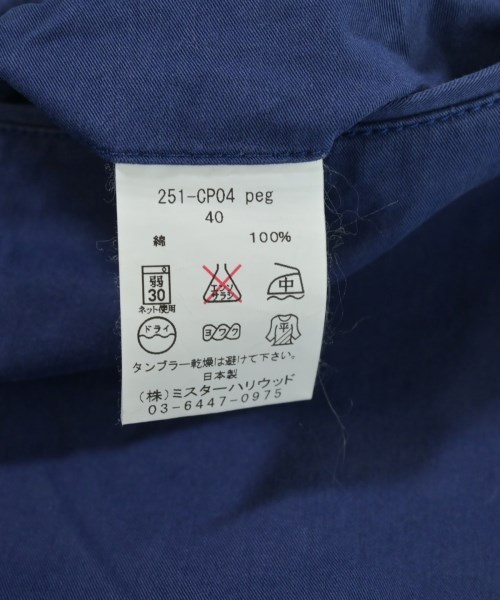 251-CP04 peg
40
綿 100%
弱 30 エンソ サラシ 中
ネット使用
ドライ ヨワク 平
タンブラー乾燥は避けて下さい。
日本製
(株)ミスターハリウッド
03-6447-0975